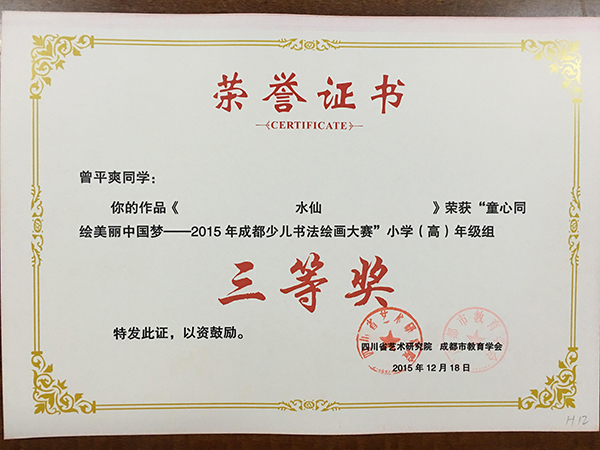 荣誉证书
CERTIFICATE
曾平爽同学：
你的作品《 水仙 》荣获“童心同
绘美丽中国梦——2015年成都少儿书法绘画大赛”小学（高）年级组
三等奖
特发此证，以资鼓励。
四川省艺术研究院 成都市教育学会
2015年12月18日
H12